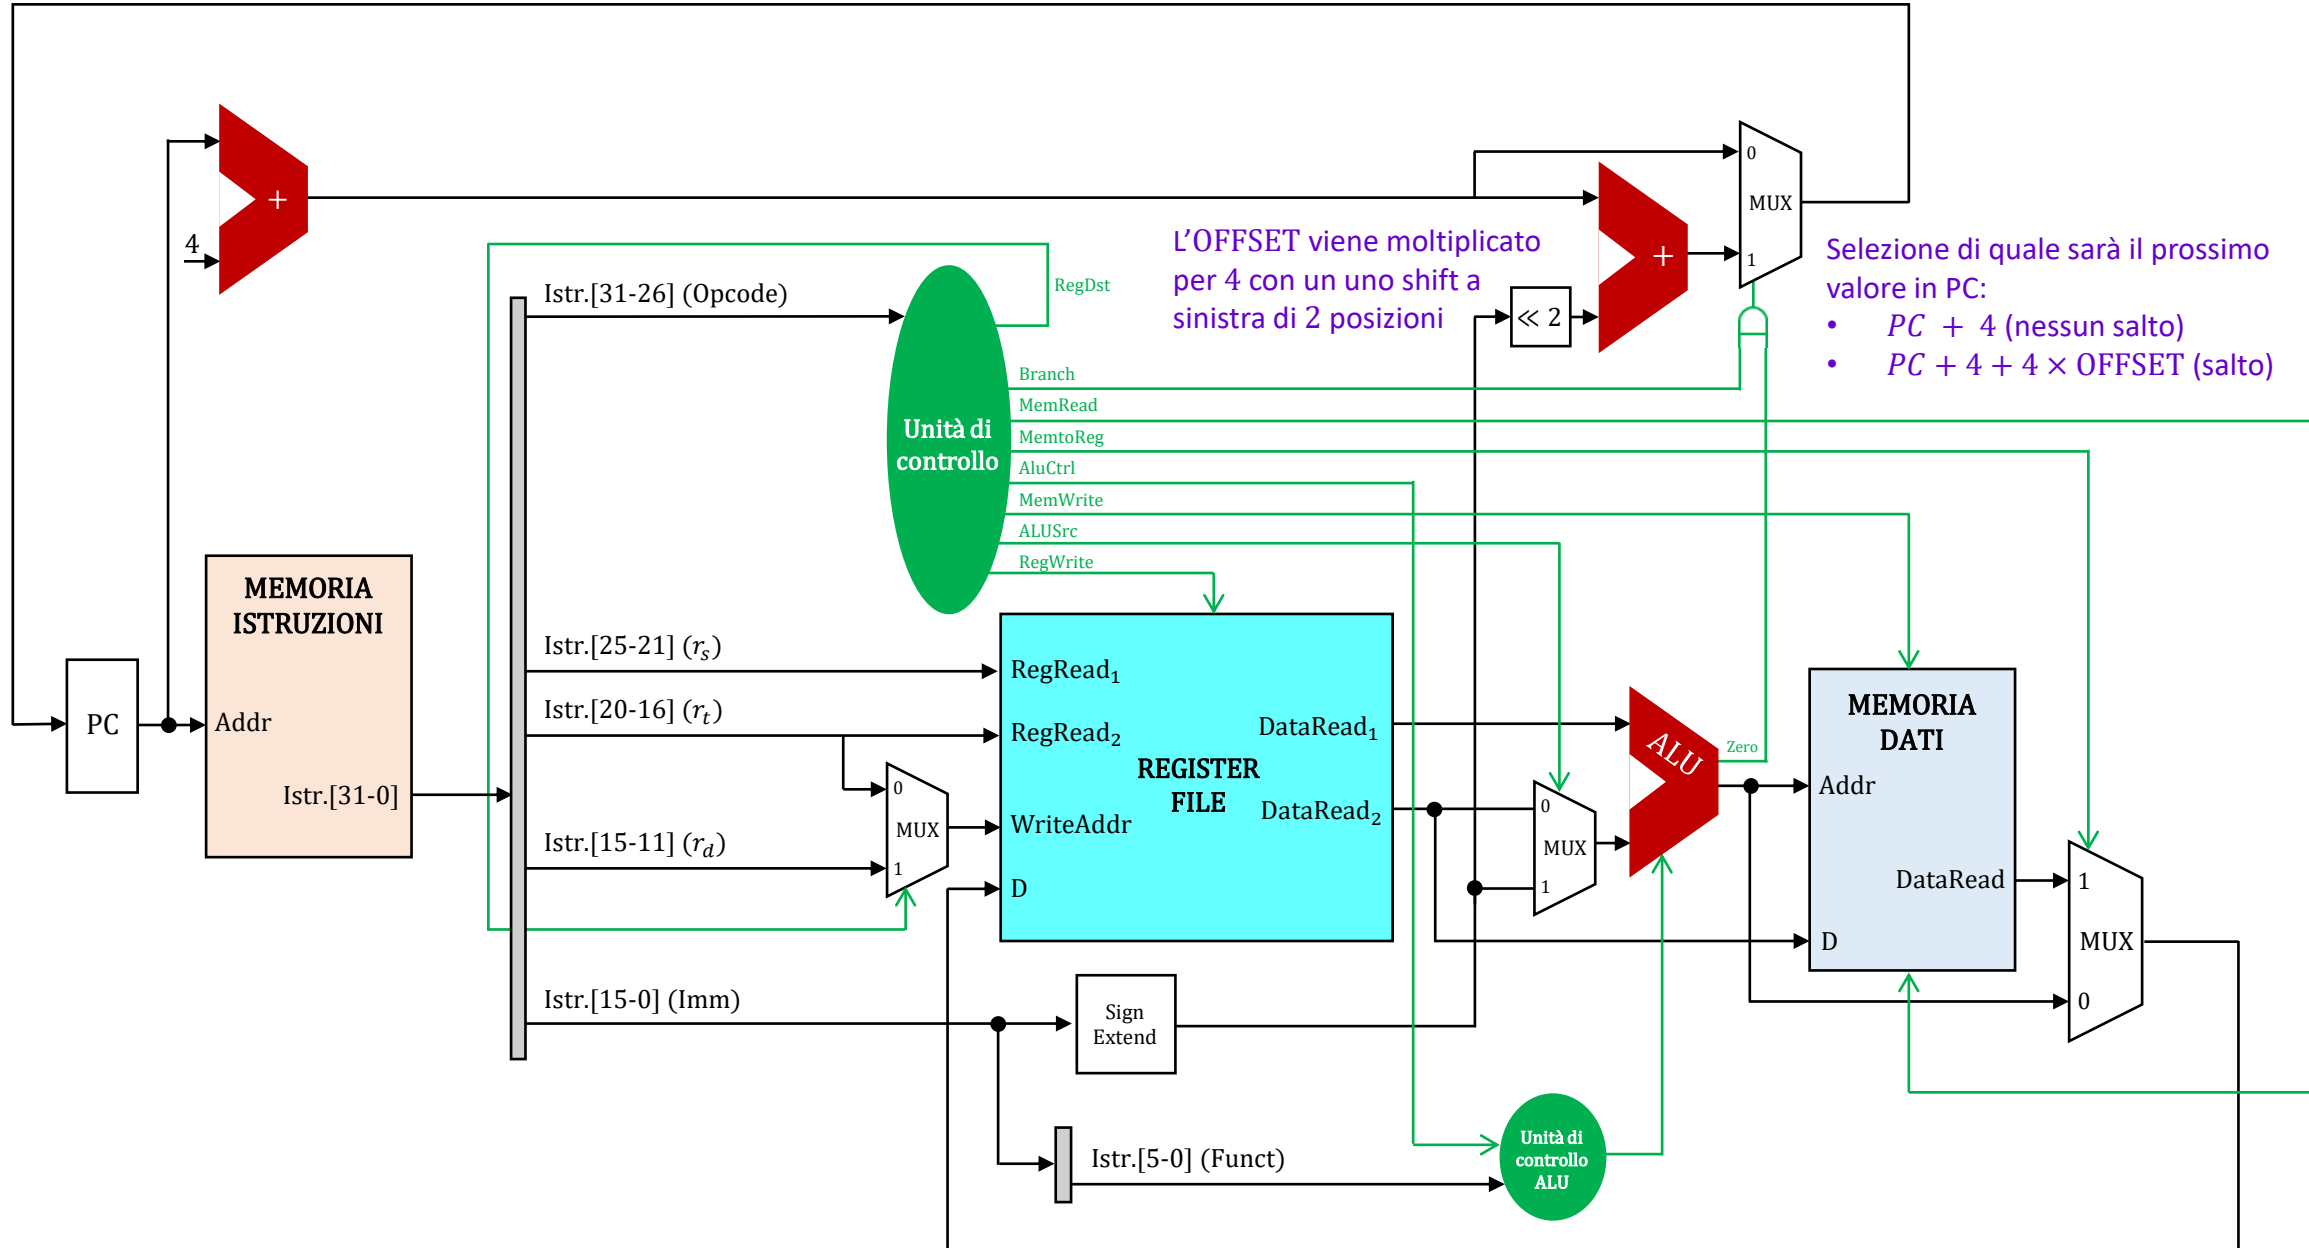 0
MUX
1
+
4
+
L'OFFSET viene moltiplicato
per 4 con un uno shift a
sinistra di 2 posizioni
≪ 2
Selezione di quale sarà il prossimo
valore in PC:
• PC + 4 (nessun salto)
• PC + 4 + 4 × OFFSET (salto)
Istr.[31-26] (Opcode)
RegDst
Branch
MemRead
MemtoReg
AluCtrl
MemWrite
ALUSrc
RegWrite
Unità di
controllo
MEMORIA
ISTRUZIONI
Addr
Istr.[31-0]
PC
Istr.[25-21] (rₛ)
Istr.[20-16] (rₜ)
Istr.[15-11] (r_d)
0
MUX
1
RegRead₁
RegRead₂
WriteAddr
D
DataRead₁
DataRead₂
REGISTER
FILE
0
MUX
1
ALU
Zero
MEMORIA
DATI
Addr
DataRead
D
1
MUX
0
Istr.[15-0] (Imm)
Sign
Extend
Istr.[5-0] (Funct)
Unità di
controllo
ALU